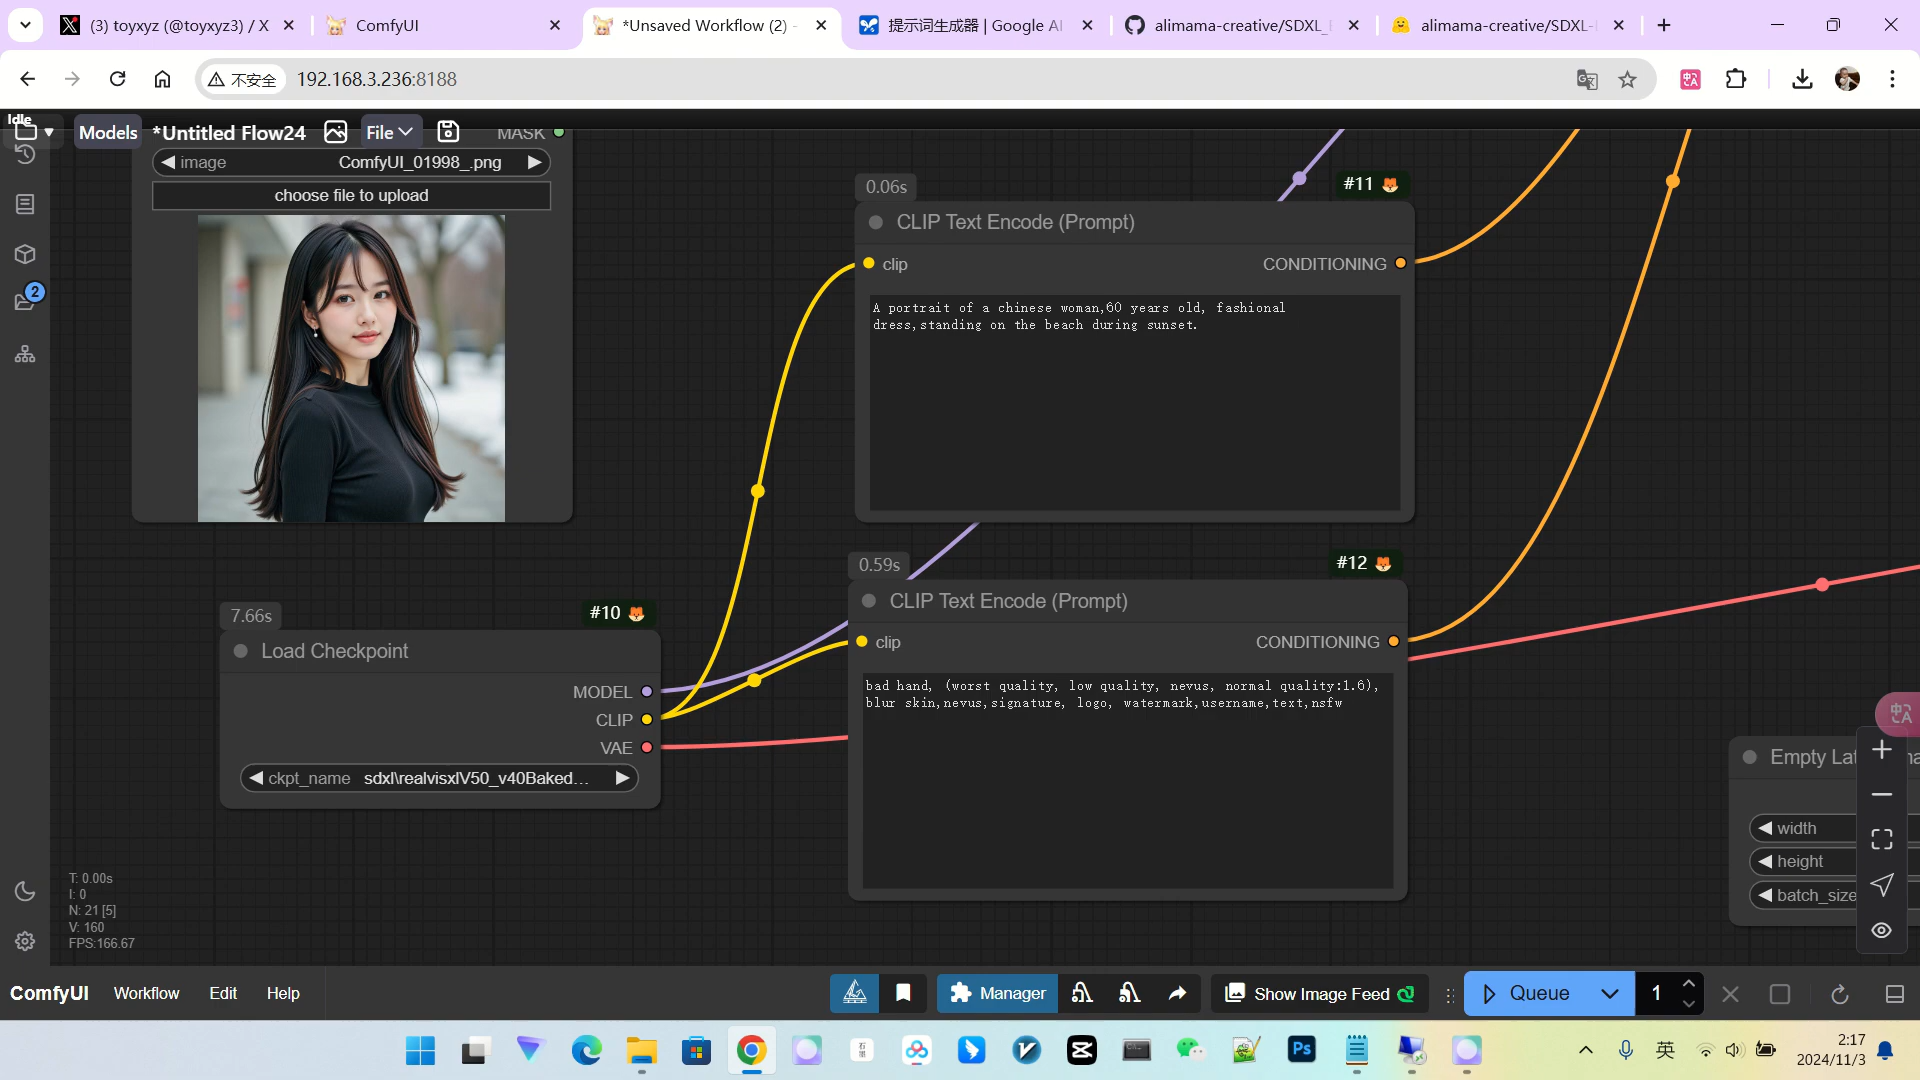 (3) toyxyz (@toyxyz3) / X
ComfyUI
*Unsaved Workflow (2) -
提示词生成器 | Google AI
alimama-creative/SDXL_
alimama-creative/SDXL-
不安全
192.168.3.236:8188
Idle
Models
*Untitled Flow24
File
MASK
image
ComfyUI_01998_.png
choose file to upload
2
0.06s
#11
CLIP Text Encode (Prompt)
clip
CONDITIONING
A portrait of a chinese woman,60 years old, fashional
dress,standing on the beach during sunset.
0.59s
#12
CLIP Text Encode (Prompt)
clip
CONDITIONING
bad hand, (worst quality, low quality, nevus, normal quality:1.6),
blur skin,nevus,signature, logo, watermark,username,text,nsfw
7.66s
#10
Load Checkpoint
MODEL
CLIP
VAE
ckpt_name
sdxl\realvisxlV50_v40Baked...
Empty Lat
width
height
batch_size
T: 0.00s
I: 0
N: 21 [5]
V: 160
FPS:166.67
ComfyUI
Workflow
Edit
Help
Manager
Show Image Feed
Queue
1
Ps
英
2:17
2024/11/3